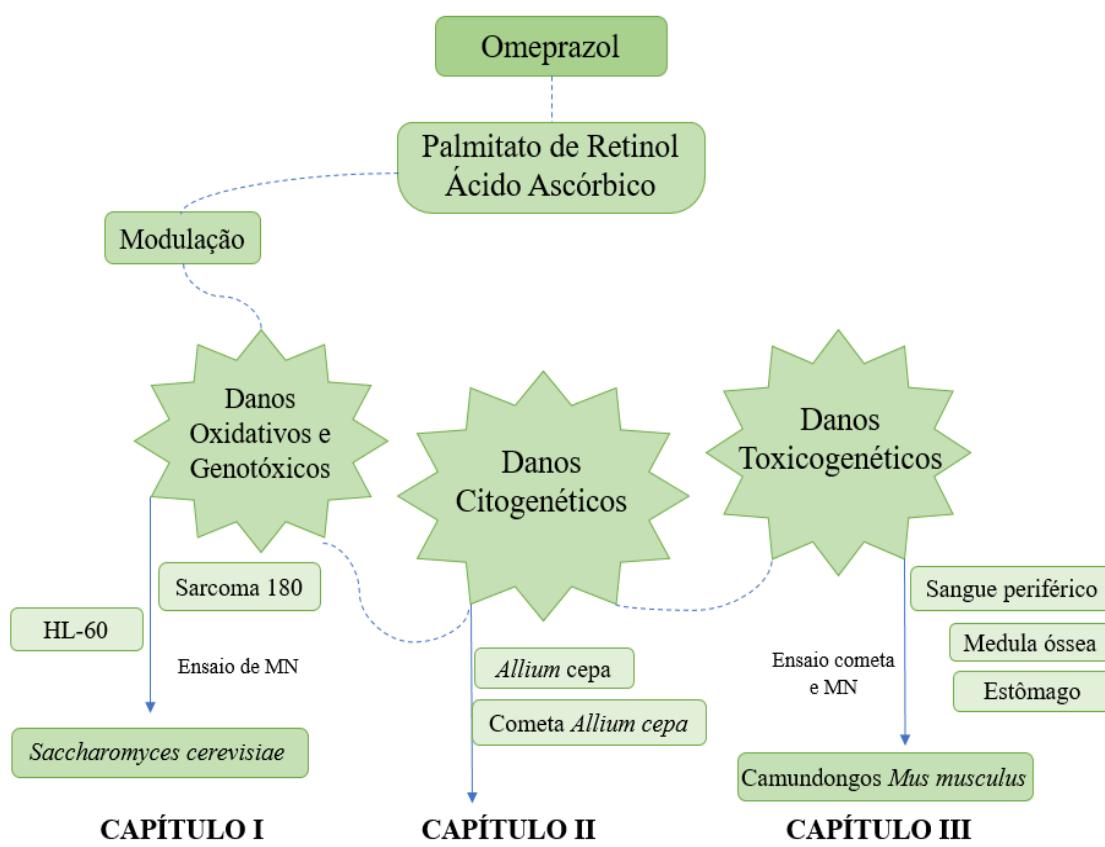 Omeprazol
Palmitato de Retinol
Ácido Ascórbico
Modulação
Danos
Oxidativos e
Genotóxicos
Danos
Citogenéticos
Danos
Toxicogenéticos
Sarcoma 180
HL-60
Ensaio de MN
Saccharomyces cerevisiae
Allium cepa
Cometa Allium cepa
Sangue periférico
Medula óssea
Estômago
Ensaio cometa
e MN
Camundongos Mus musculus
CAPÍTULO I
CAPÍTULO II
CAPÍTULO III